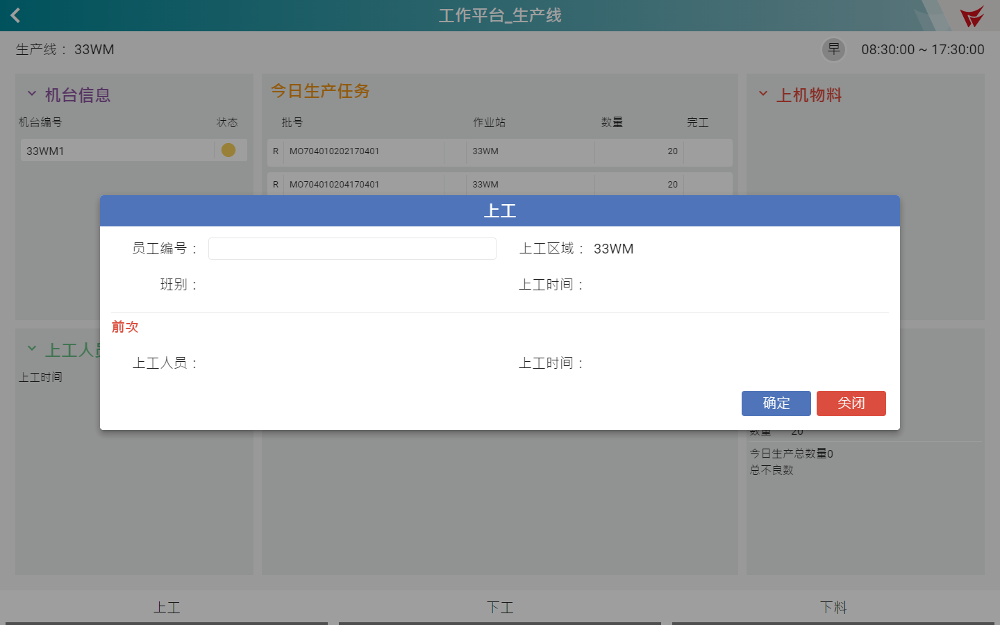 工作平台_生产线
生产线： 33WM
早 08:30:00 ~ 17:30:00
机台信息
机台编号 状态
33WM1
今日生产任务
批号 作业站 数量 完工
R MO704010202170401 33WM 20
R MO704010204170401 33WM 20
上机物料
上工
员工编号：
上工区域： 33WM
班别：
上工时间：
前次
上工人员：
上工时间：
确定 关闭
上工人员
上工时间
数量 20
今日生产总数量0
总不良数
上工 下工 下料